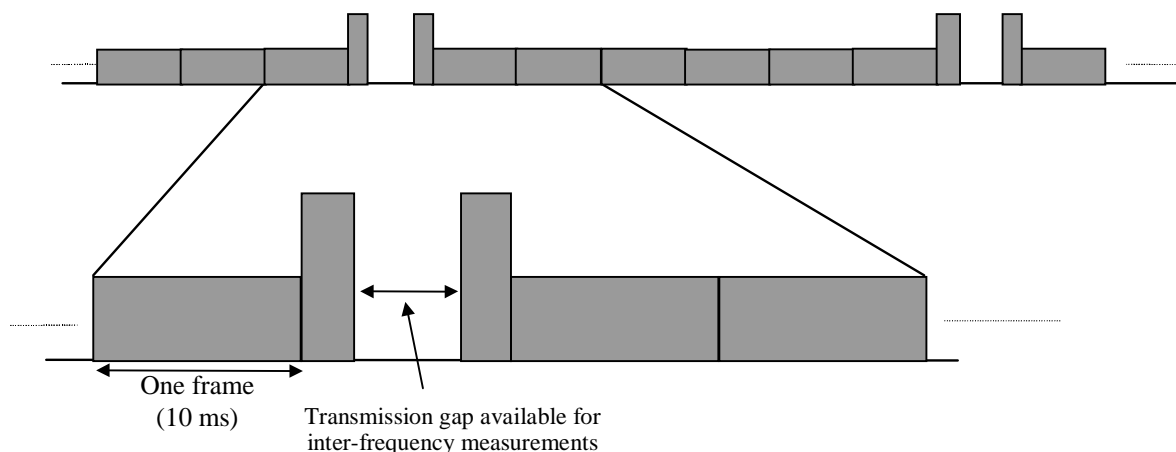 One frame
(10 ms)
Transmission gap available for
inter-frequency measurements